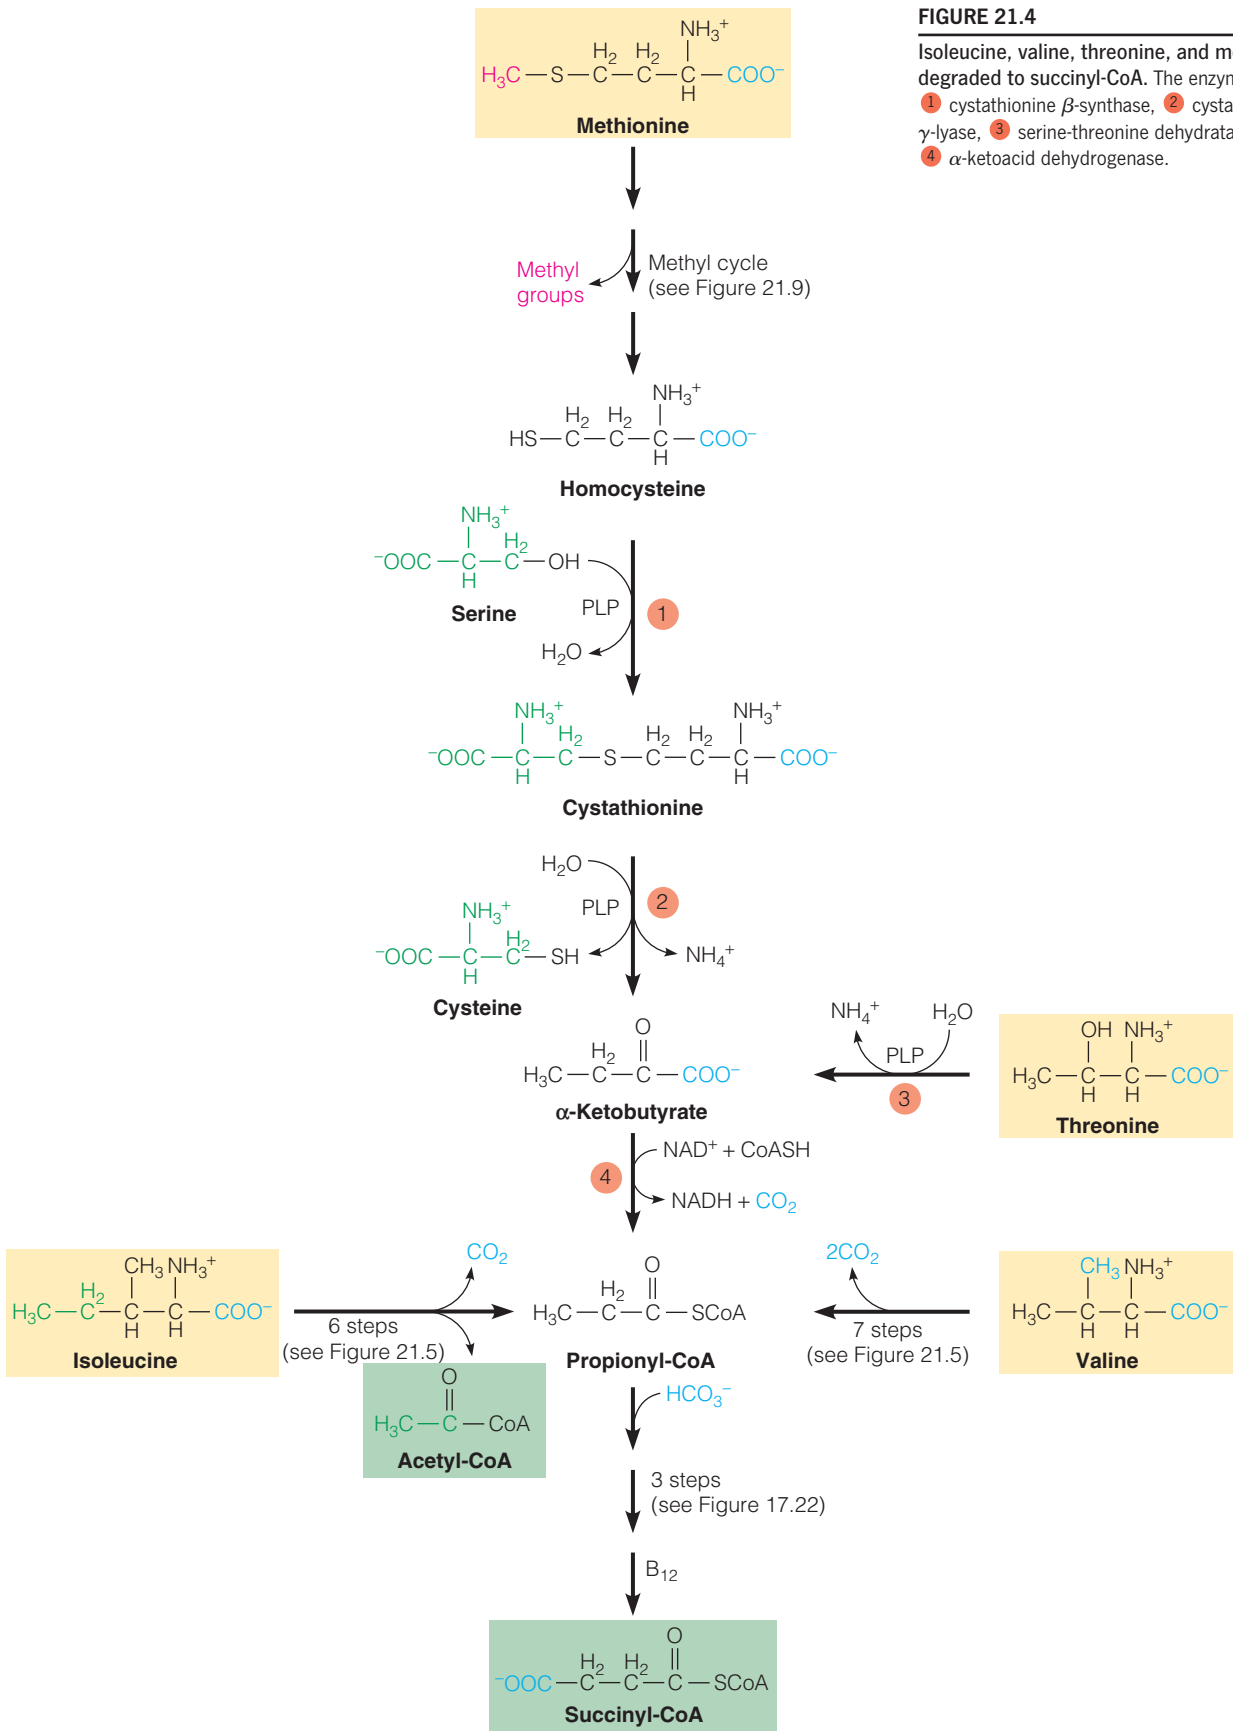 FIGURE 21.4
Isoleucine, valine, threonine, and
degraded to succinyl-CoA. The
1 cystathionine β-synthase, 2
γ-lyase, 3 serine-threonine
4 α-ketoacid dehydrogenase.
NH₃⁺
H₂ H₂
H₃C—S—C—C—C—COO⁻
H
Methionine
Methyl groups
Methyl cycle
(see Figure 21.9)
NH₃⁺
H₂ H₂
HS—C—C—C—COO⁻
H
Homocysteine
NH₃⁺
H₂
⁻OOC—C—C—OH
H
Serine
PLP
1
H₂O
NH₃⁺ NH₃⁺
H₂ H₂ H₂
⁻OOC—C—C—S—C—C—C—COO⁻
H H
Cystathionine
H₂O
PLP
2
NH₃⁺
H₂
⁻OOC—C—C—SH
H
Cysteine
NH₄⁺
O
H₂
H₃C—C—C—COO⁻
α-Ketobutyrate
NH₄⁺ H₂O
PLP
3
OH NH₃⁺
H₃C—C—C—COO⁻
H H
Threonine
4
NAD⁺ + CoASH
NADH + CO₂
CH₃ NH₃⁺
H₂
H₃C—C—C—C—COO⁻
H H
Isoleucine
CO₂
6 steps
(see Figure 21.5)
O
H₃C—C—CoA
Acetyl-CoA
O
H₂
H₃C—C—C—SCoA
Propionyl-CoA
2CO₂
7 steps
(see Figure 21.5)
CH₃ NH₃⁺
H₃C—C—C—COO⁻
H H
Valine
HCO₃⁻
3 steps
(see Figure 17.22)
B₁₂
O
H₂ H₂
⁻OOC—C—C—C—SCoA
Succinyl-CoA